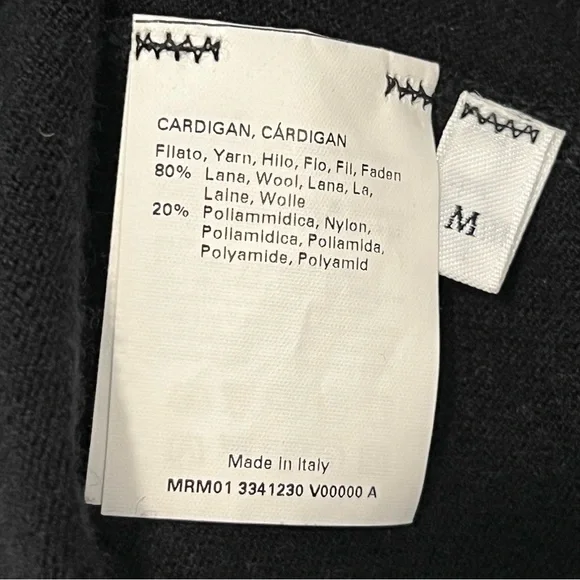 CARDIGAN, CÁRDIGAN
Filato, Yarn, Hilo, Fio, Fil, Faden
80% Lana, Wool, Lana, La,
Laine, Wolle
20% Poliammidica, Nylon,
Poliamidica, Poliamida,
Polyamide, Polyamid
Made in Italy
MRM01 3341230 V00000 A
M